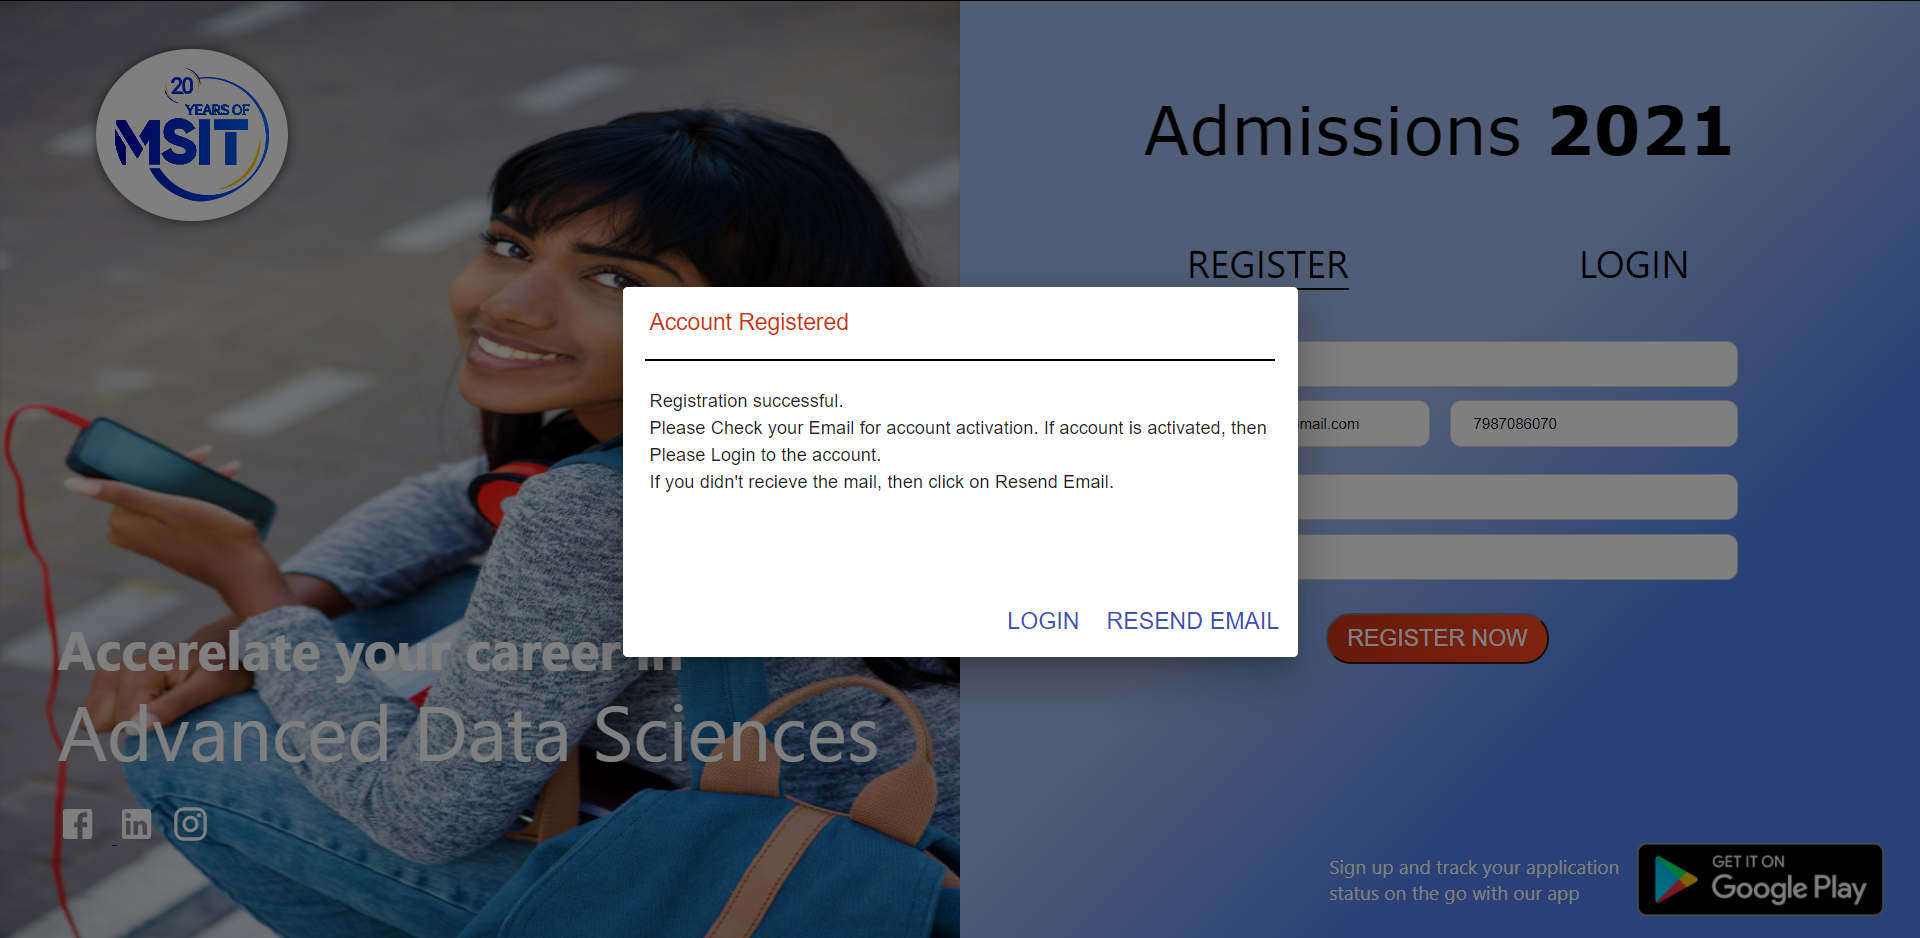 20
YEARS OF
MSIT
Accerelate your career in
Advanced Data Sciences
Admissions 2021
REGISTER
LOGIN
mail.com
7987086070
REGISTER NOW
Account Registered
Registration successful.
Please Check your Email for account activation. If account is activated, then
Please Login to the account.
If you didn't recieve the mail, then click on Resend Email.
LOGIN
RESEND EMAIL
Sign up and track your application
status on the go with our app
GET IT ON
Google Play